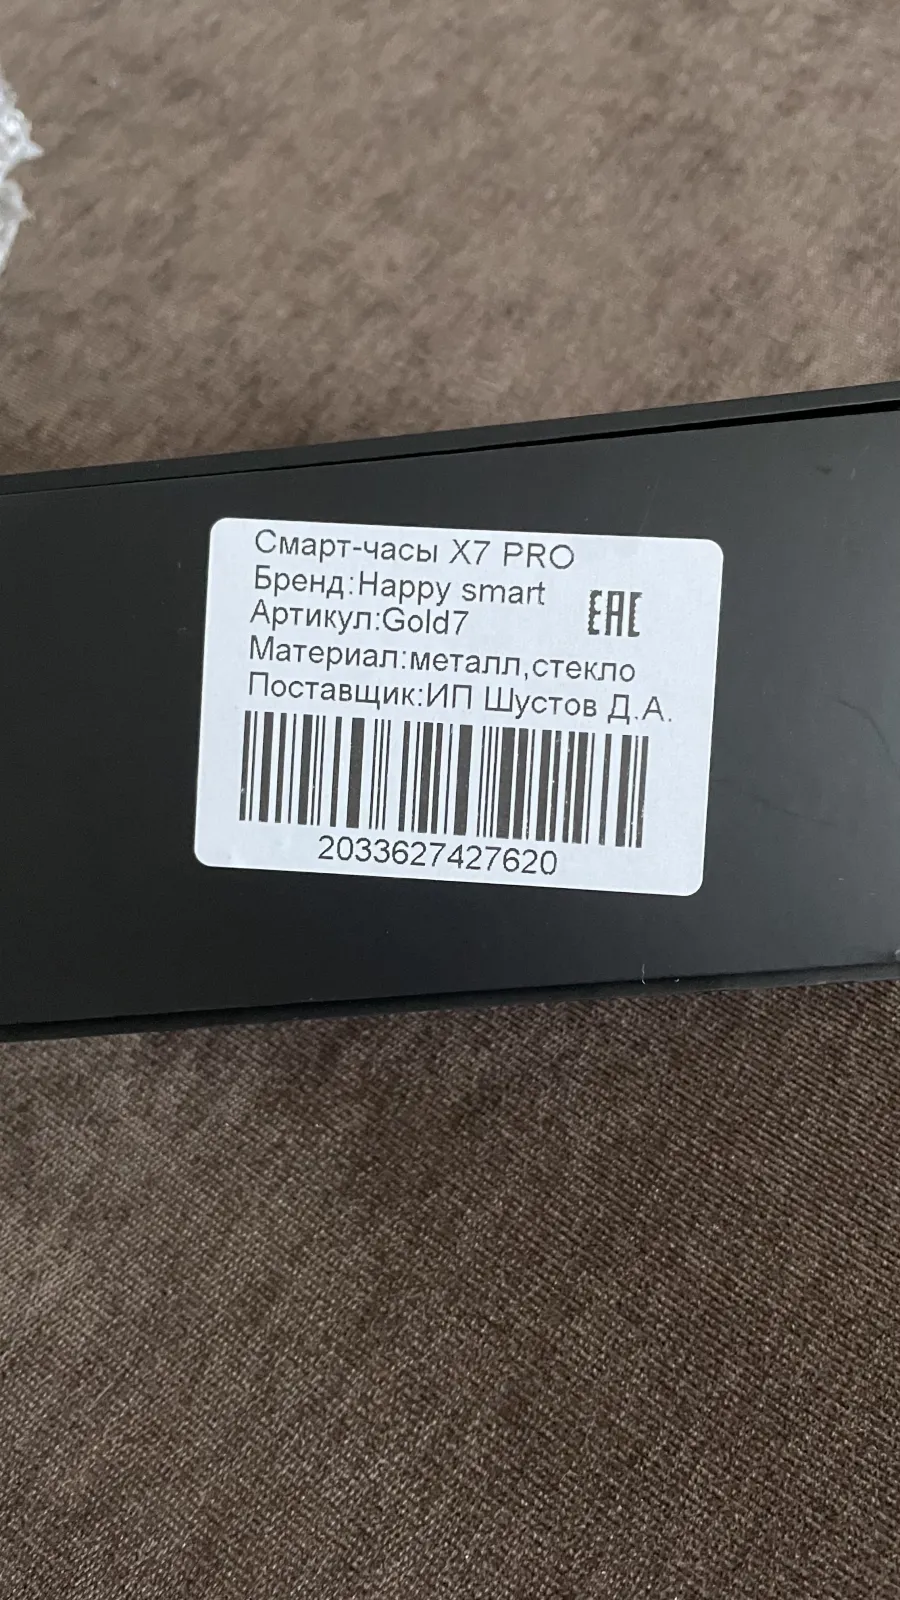 Смарт-часы X7 PRO
Бренд:Happy smart
EAC
Артикул:Gold7
Материал:металл,стекло
Поставщик:ИП Шустов Д.А.
2033627427620